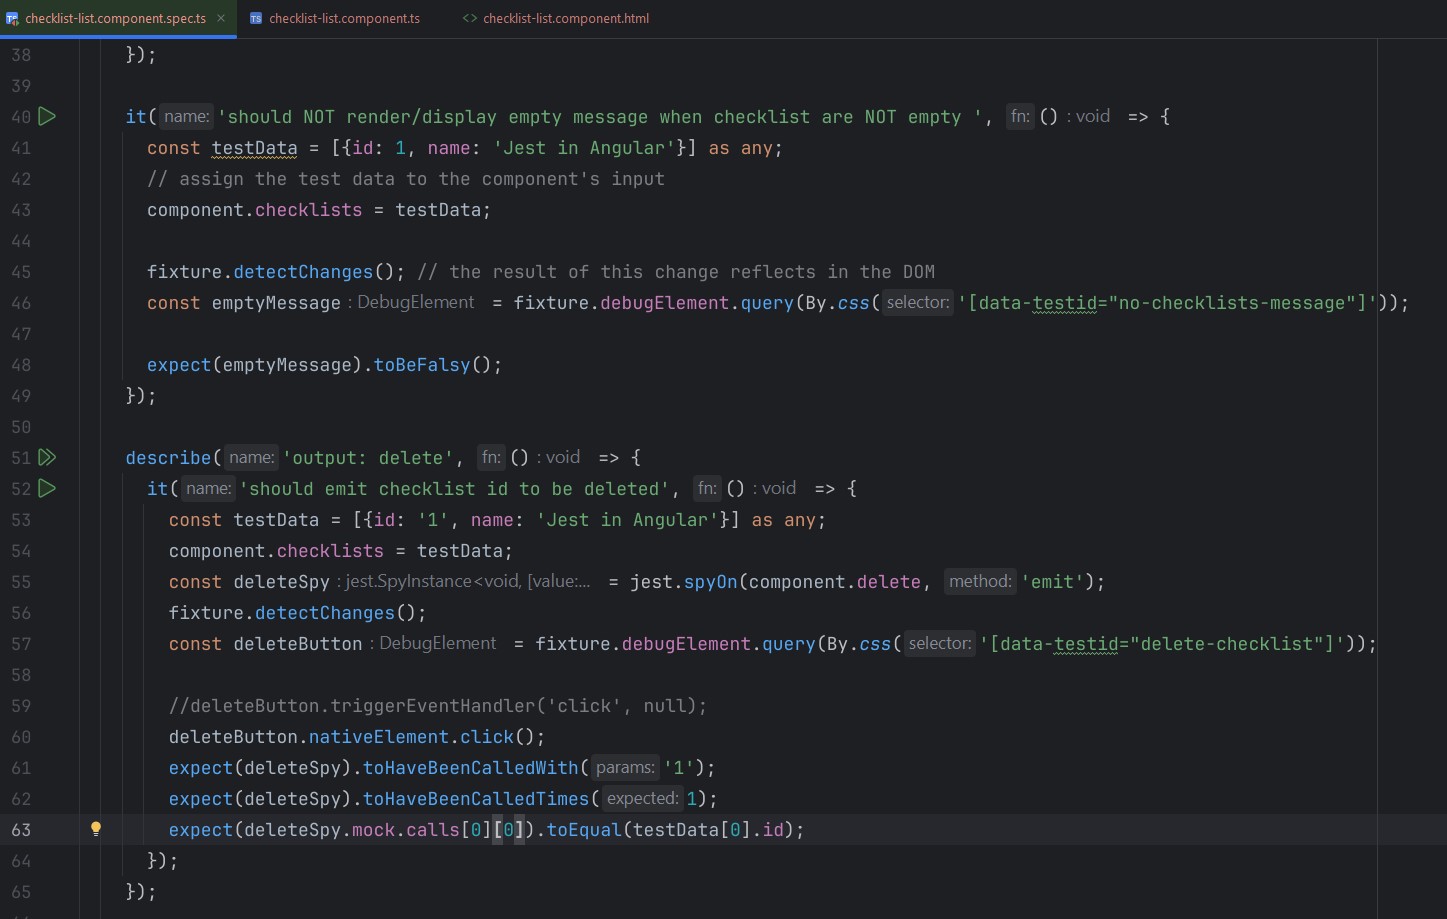 checklist-list.component.spec.ts × TS checklist-list.component.ts <> checklist-list.component.html
38 });
39
40 it( name: 'should NOT render/display empty message when checklist are NOT empty ', fn: () : void => {
41 const testData = [{id: 1, name: 'Jest in Angular'}] as any;
42 // assign the test data to the component's input
43 component.checklists = testData;
44
45 fixture.detectChanges(); // the result of this change reflects in the DOM
46 const emptyMessage : DebugElement = fixture.debugElement.query(By.css( selector: '[data-testid="no-checklists-message"]'));
47
48 expect(emptyMessage).toBeFalsy();
49 });
50
51 describe( name: 'output: delete', fn: () : void => {
52 it( name: 'should emit checklist id to be deleted', fn: () : void => {
53 const testData = [{id: '1', name: 'Jest in Angular'}] as any;
54 component.checklists = testData;
55 const deleteSpy : jest.SpyInstance<void, [value:... = jest.spyOn(component.delete, method: 'emit');
56 fixture.detectChanges();
57 const deleteButton : DebugElement = fixture.debugElement.query(By.css( selector: '[data-testid="delete-checklist"]'));
58
59 //deleteButton.triggerEventHandler('click', null);
60 deleteButton.nativeElement.click();
61 expect(deleteSpy).toHaveBeenCalledWith( params: '1');
62 expect(deleteSpy).toHaveBeenCalledTimes( expected: 1);
63 expect(deleteSpy.mock.calls[0][0]).toEqual(testData[0].id);
64 });
65 });